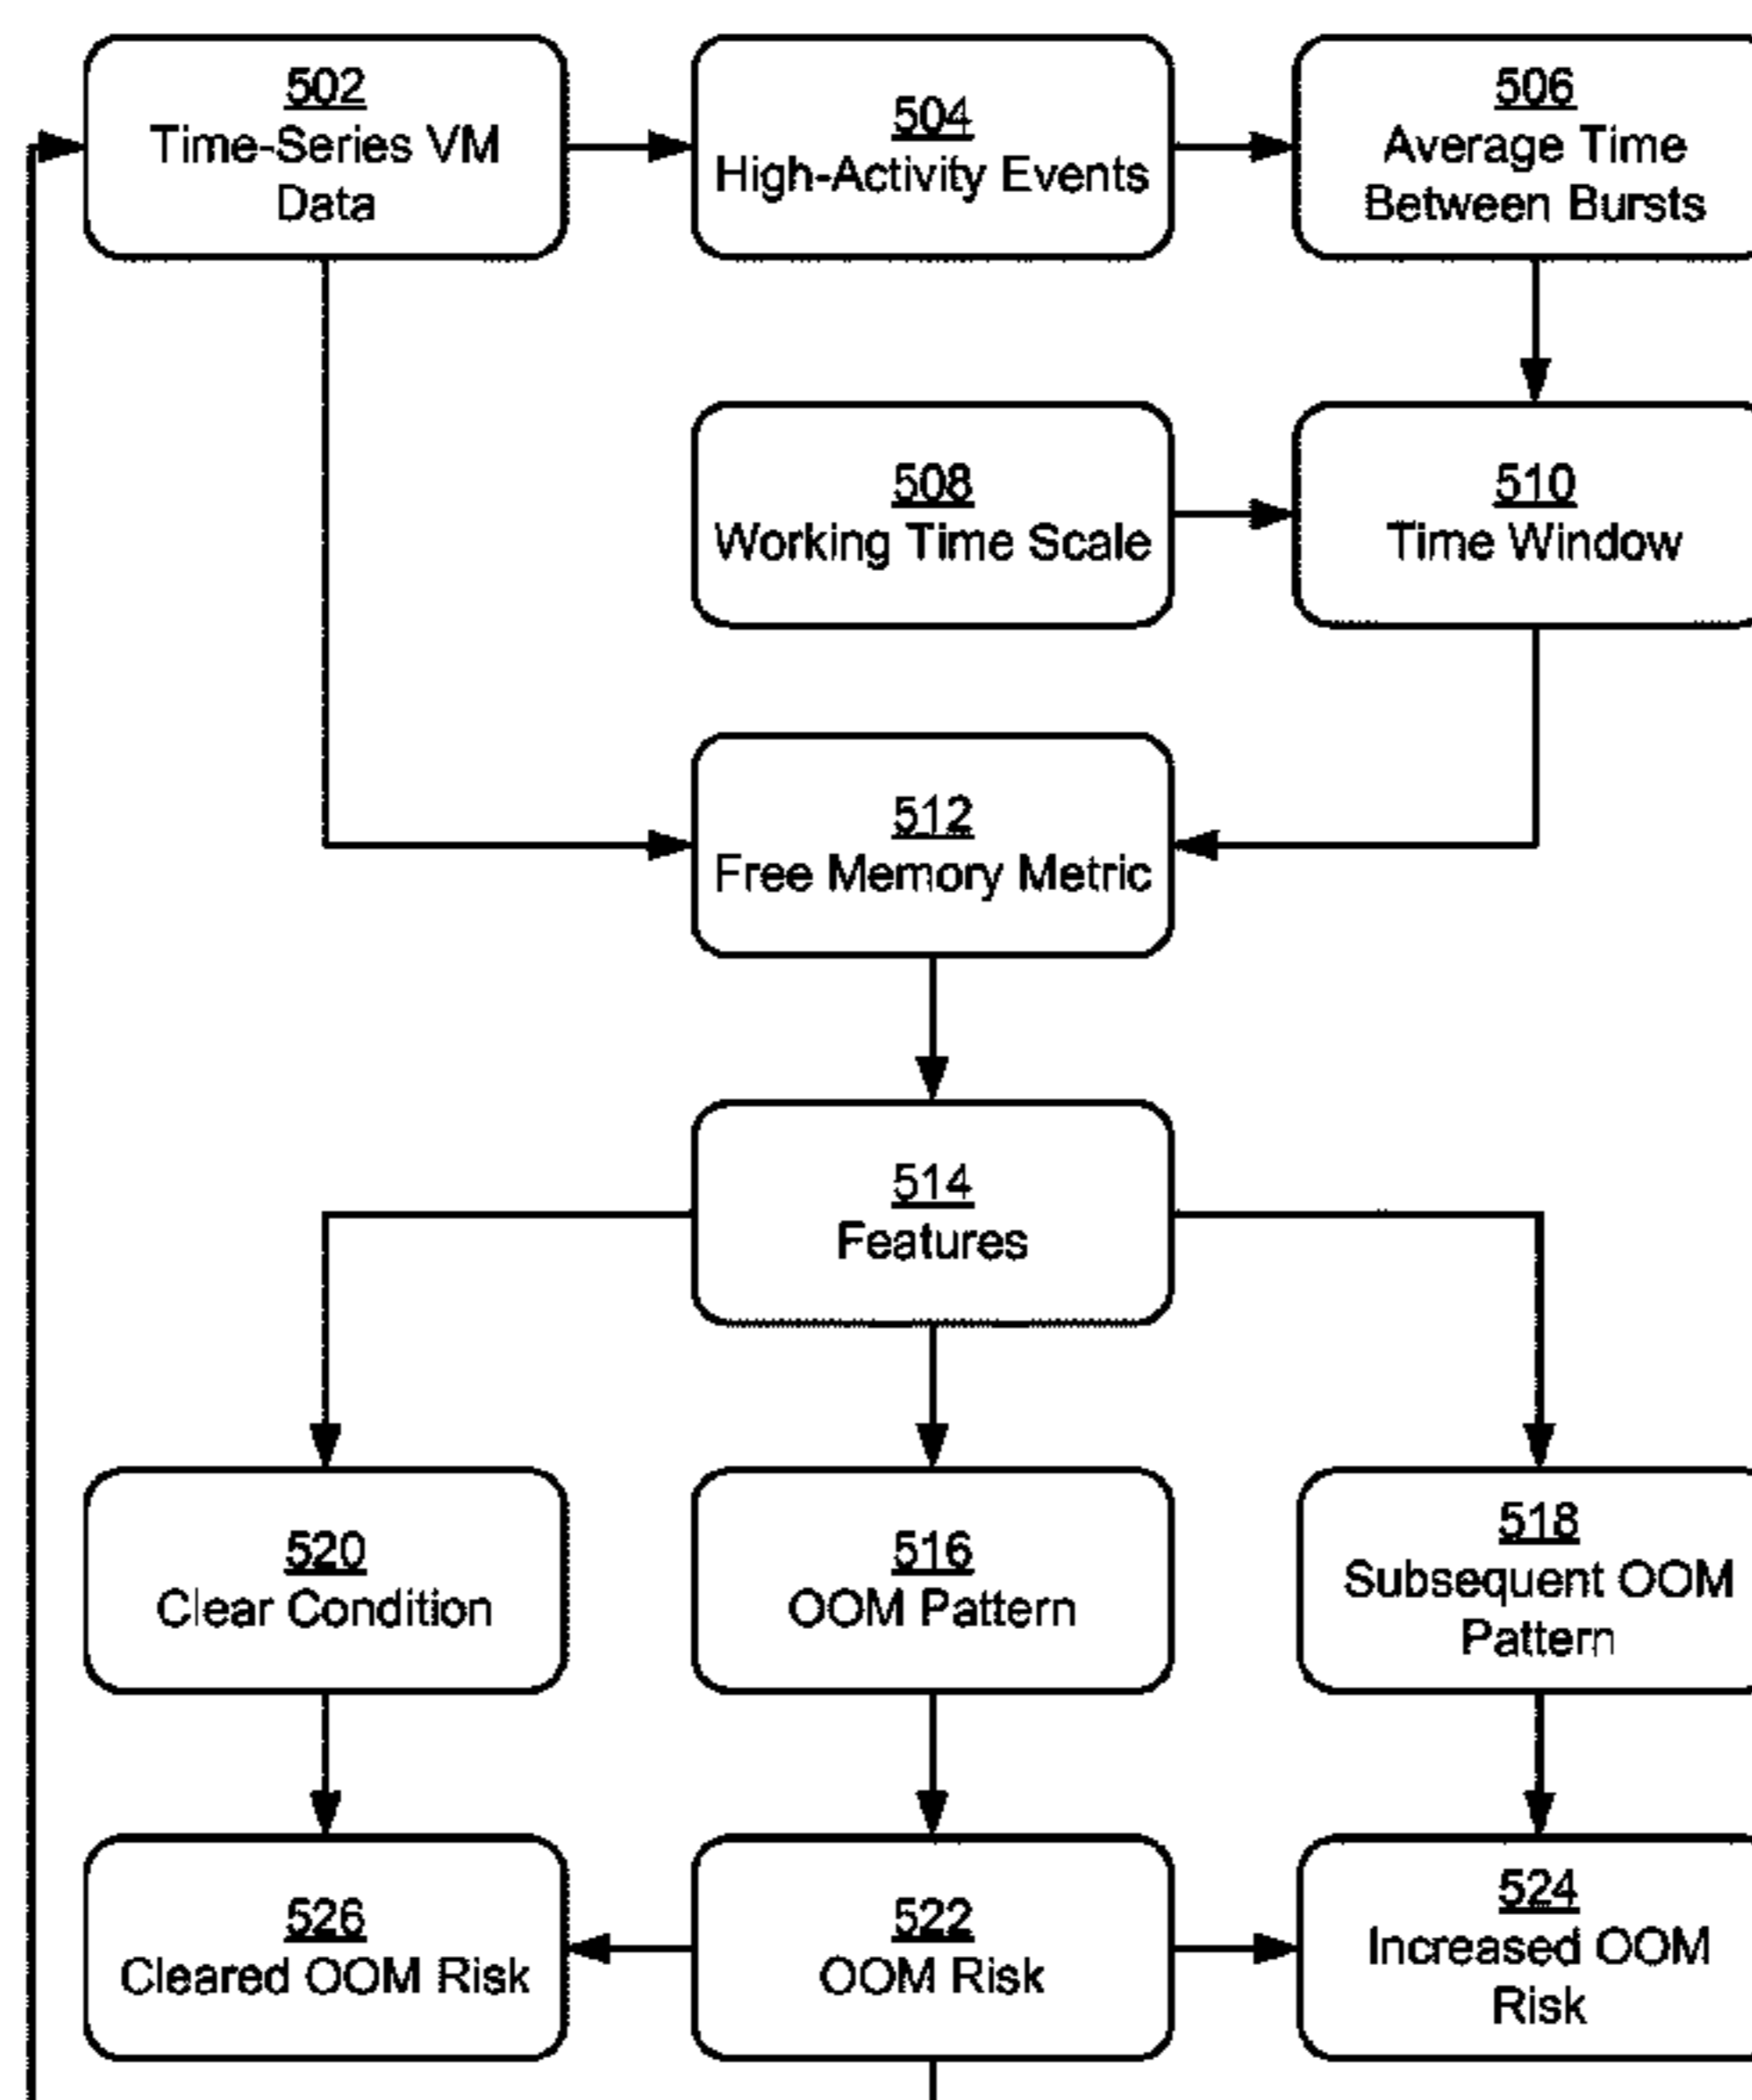 502
Time-Series VM
Data
504
High-Activity Events
506
Average Time
Between Bursts
508
Working Time Scale
510
Time Window
512
Free Memory Metric
514
Features
520
Clear Condition
516
OOM Pattern
518
Subsequent OOM
Pattern
526
Cleared OOM Risk
522
OOM Risk
524
Increased OOM
Risk